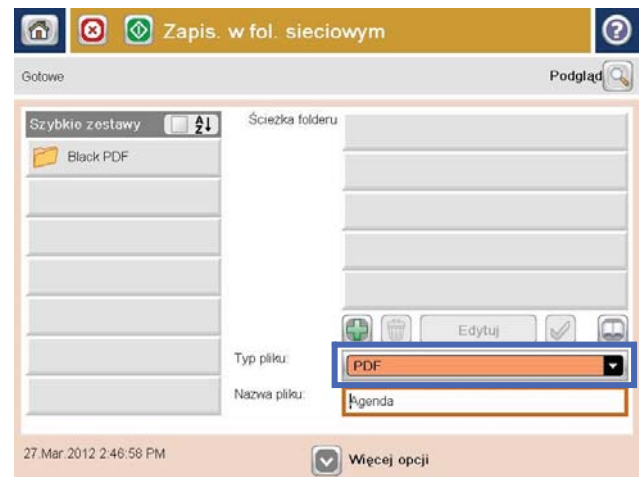 Zapis. w fol. sieciowym
Gotowe
Podgląd
Szybkie zestawy
Ścieżka folderu
Black PDF
Edytuj
Typ pliku:
PDF
Nazwa pliku:
Agenda
27.Mar.2012 2:46:58 PM
Więcej opcji